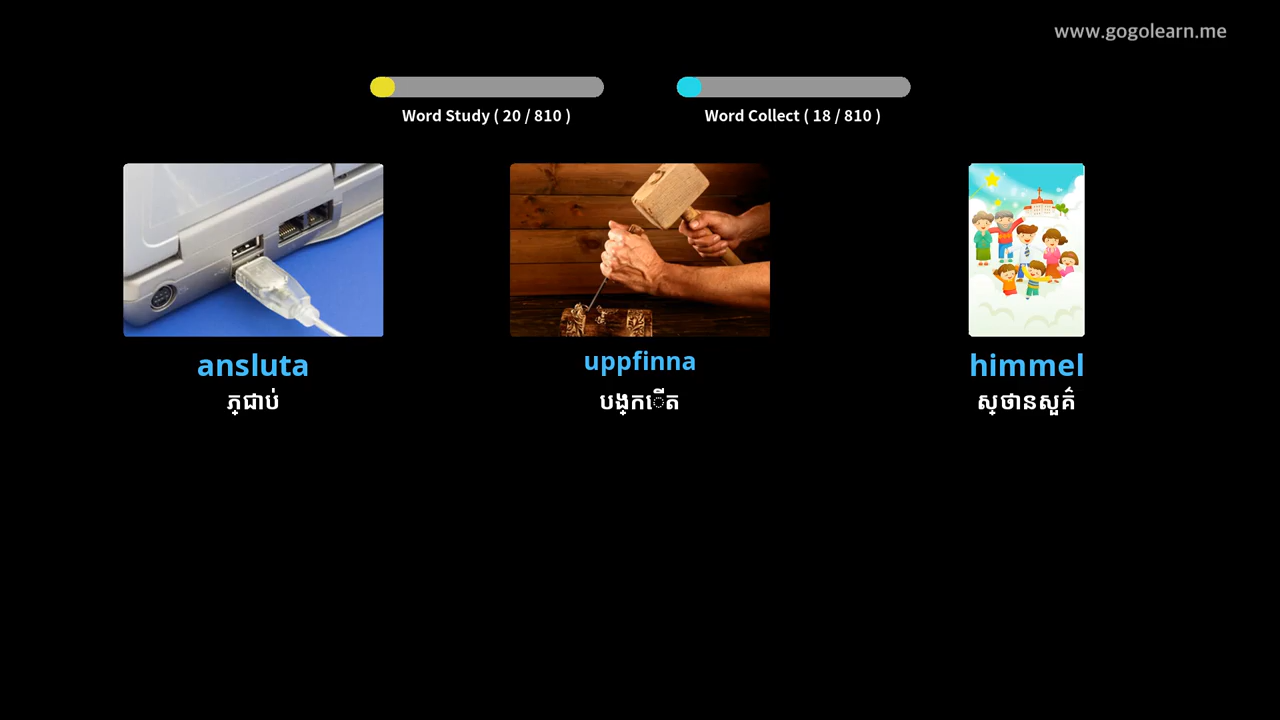 www.gogolearn.me
Word Study ( 20 / 810 )
Word Collect ( 18 / 810 )
ansluta
ភ្ជាប់
uppfinna
បង្កើត
himmel
ស្ថានសួគ៌